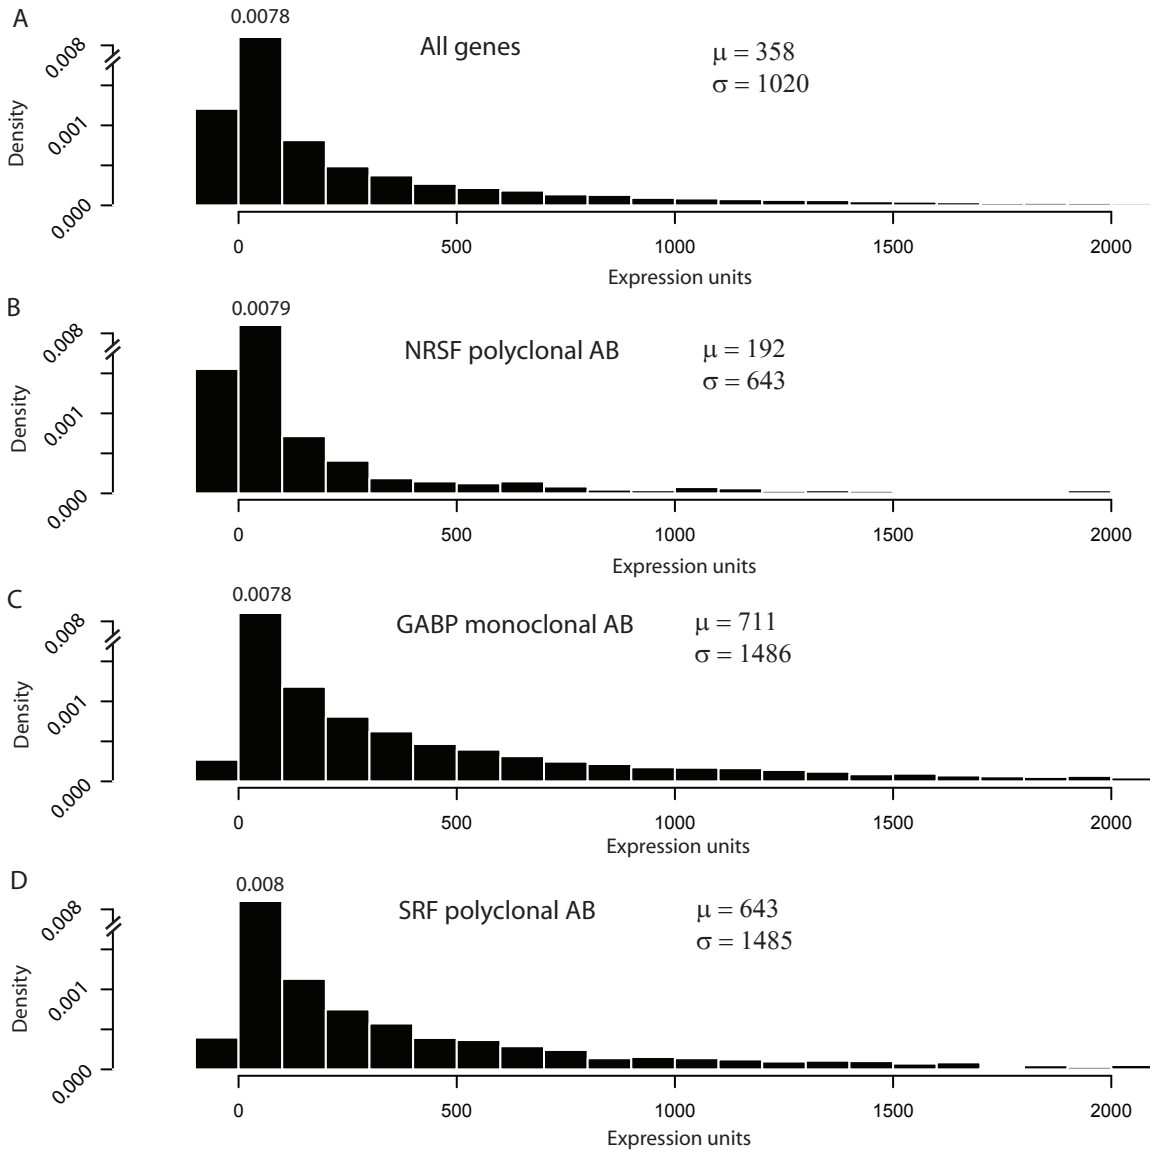 A
0.0078
All genes
μ = 358
σ = 1020
Density
0.008
0.001
0.000
0 500 1000 1500 2000
Expression units
B
0.0079
NRSF polyclonal AB
μ = 192
σ = 643
Density
0.008
0.001
0.000
0 500 1000 1500 2000
Expression units
C
0.0078
GABP monoclonal AB
μ = 711
σ = 1486
Density
0.008
0.001
0.000
0 500 1000 1500 2000
Expression units
D
0.008
SRF polyclonal AB
μ = 643
σ = 1485
Density
0.008
0.001
0.000
0 500 1000 1500 2000
Expression units